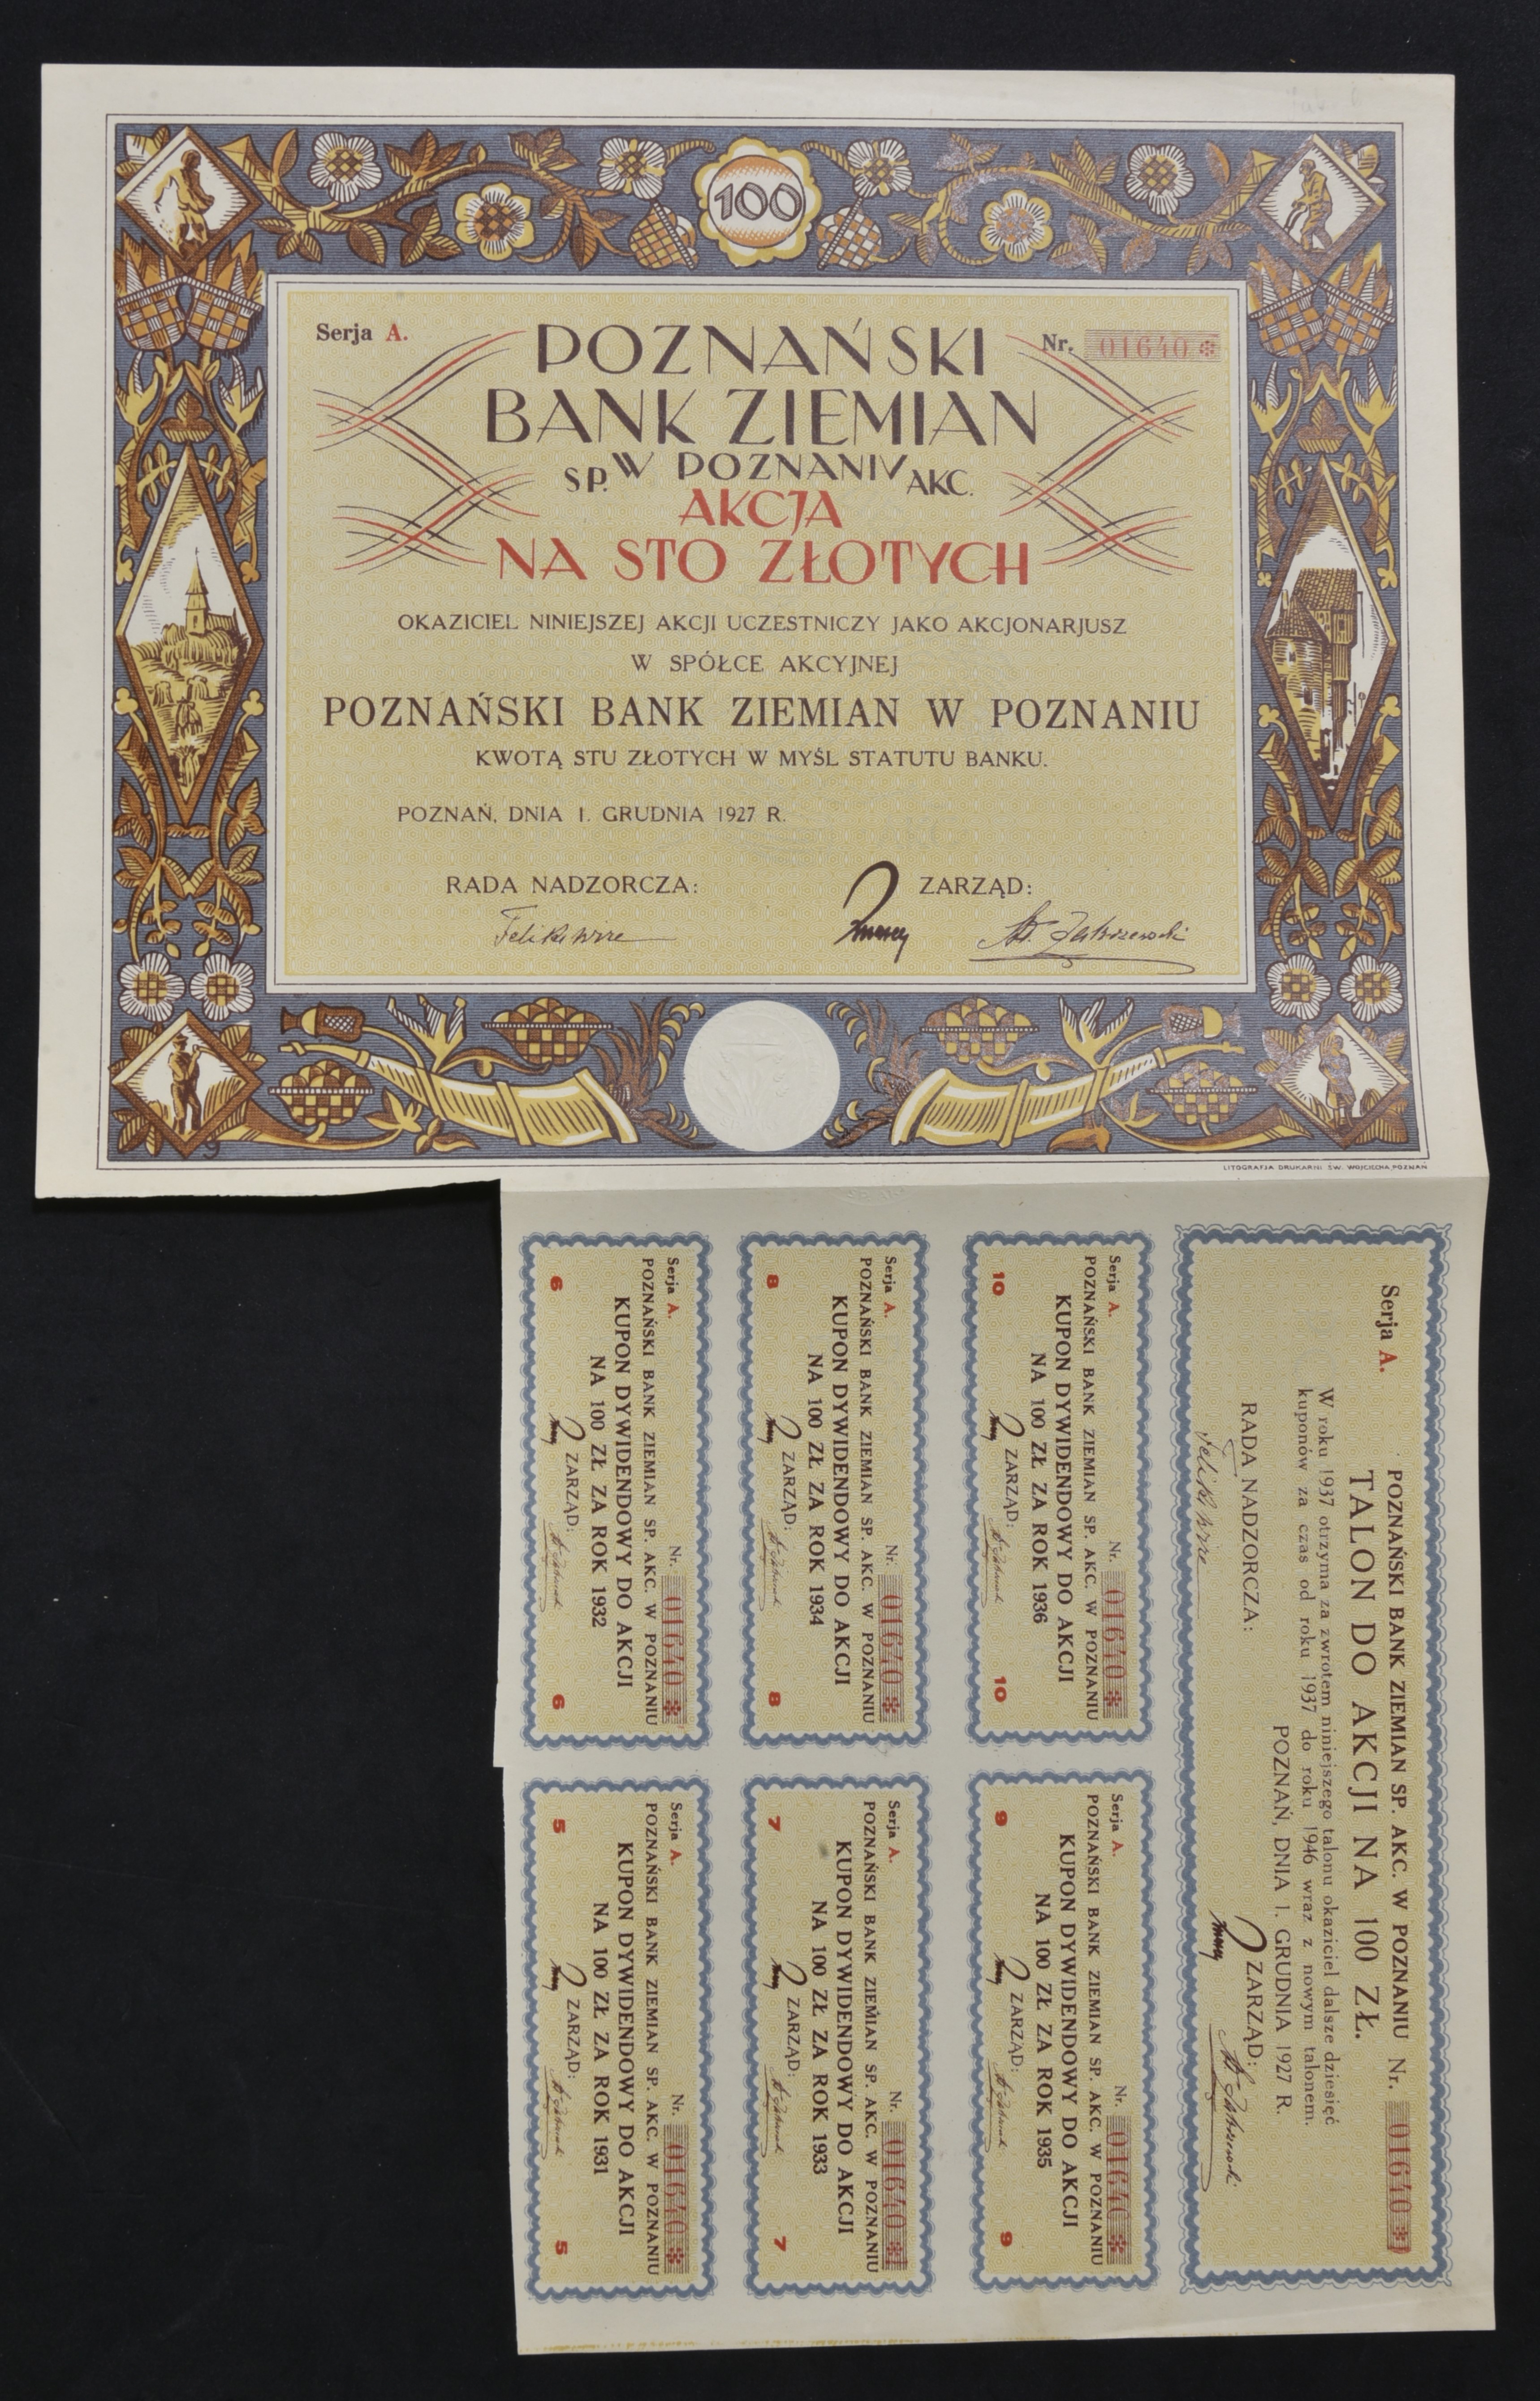 100
Serja A.
Nr. 01640 *
POZNAŃSKI
BANK ZIEMIAN
SP. W POZNANIV AKC.
AKCJA
NA STO ZŁOTYCH
OKAZICIEL NINIEJSZEJ AKCJI UCZESTNICZY JAKO AKCJONARJUSZ
W SPÓŁCE AKCYJNEJ
POZNAŃSKI BANK ZIEMIAN W POZNANIU
KWOTĄ STU ZŁOTYCH W MYŚL STATUTU BANKU.
POZNAŃ, DNIA 1. GRUDNIA 1927 R.
RADA NADZORCZA:
ZARZĄD:
LITOGRAFJA DRUKARNI ŚW. WOJCIECHA, POZNAŃ
POZNAŃSKI BANK ZIEMIAN SP. AKC. W POZNANIU Nr. 01640 *
Serja A.
TALON DO AKCJI NA 100 ZŁ.
W roku 1937 otrzyma za zwrotem niniejszego talonu okaziciel dalsze dziesięć
kuponów za czas od roku 1937 do roku 1946 wraz z nowym talonem.
POZNAŃ, DNIA 1. GRUDNIA 1927 R.
RADA NADZORCZA:
ZARZĄD:
Serja A.
Nr. 01640 *
POZNAŃSKI BANK ZIEMIAN SP. AKC. W POZNANIU
KUPON DYWIDENDOWY DO AKCJI
NA 100 ZŁ ZA ROK 1936
ZARZĄD:
10
10
Serja A.
Nr. 01640 *
POZNAŃSKI BANK ZIEMIAN SP. AKC. W POZNANIU
KUPON DYWIDENDOWY DO AKCJI
NA 100 ZŁ ZA ROK 1935
ZARZĄD:
9
9
Serja A.
Nr. 01640 *
POZNAŃSKI BANK ZIEMIAN SP. AKC. W POZNANIU
KUPON DYWIDENDOWY DO AKCJI
NA 100 ZŁ ZA ROK 1934
ZARZĄD:
8
8
Serja A.
Nr. 01640 *
POZNAŃSKI BANK ZIEMIAN SP. AKC. W POZNANIU
KUPON DYWIDENDOWY DO AKCJI
NA 100 ZŁ ZA ROK 1933
ZARZĄD:
7
7
Serja A.
Nr. 01640 *
POZNAŃSKI BANK ZIEMIAN SP. AKC. W POZNANIU
KUPON DYWIDENDOWY DO AKCJI
NA 100 ZŁ ZA ROK 1932
ZARZĄD:
6
6
Serja A.
Nr. 01640 *
POZNAŃSKI BANK ZIEMIAN SP. AKC. W POZNANIU
KUPON DYWIDENDOWY DO AKCJI
NA 100 ZŁ ZA ROK 1931
ZARZĄD:
5
5